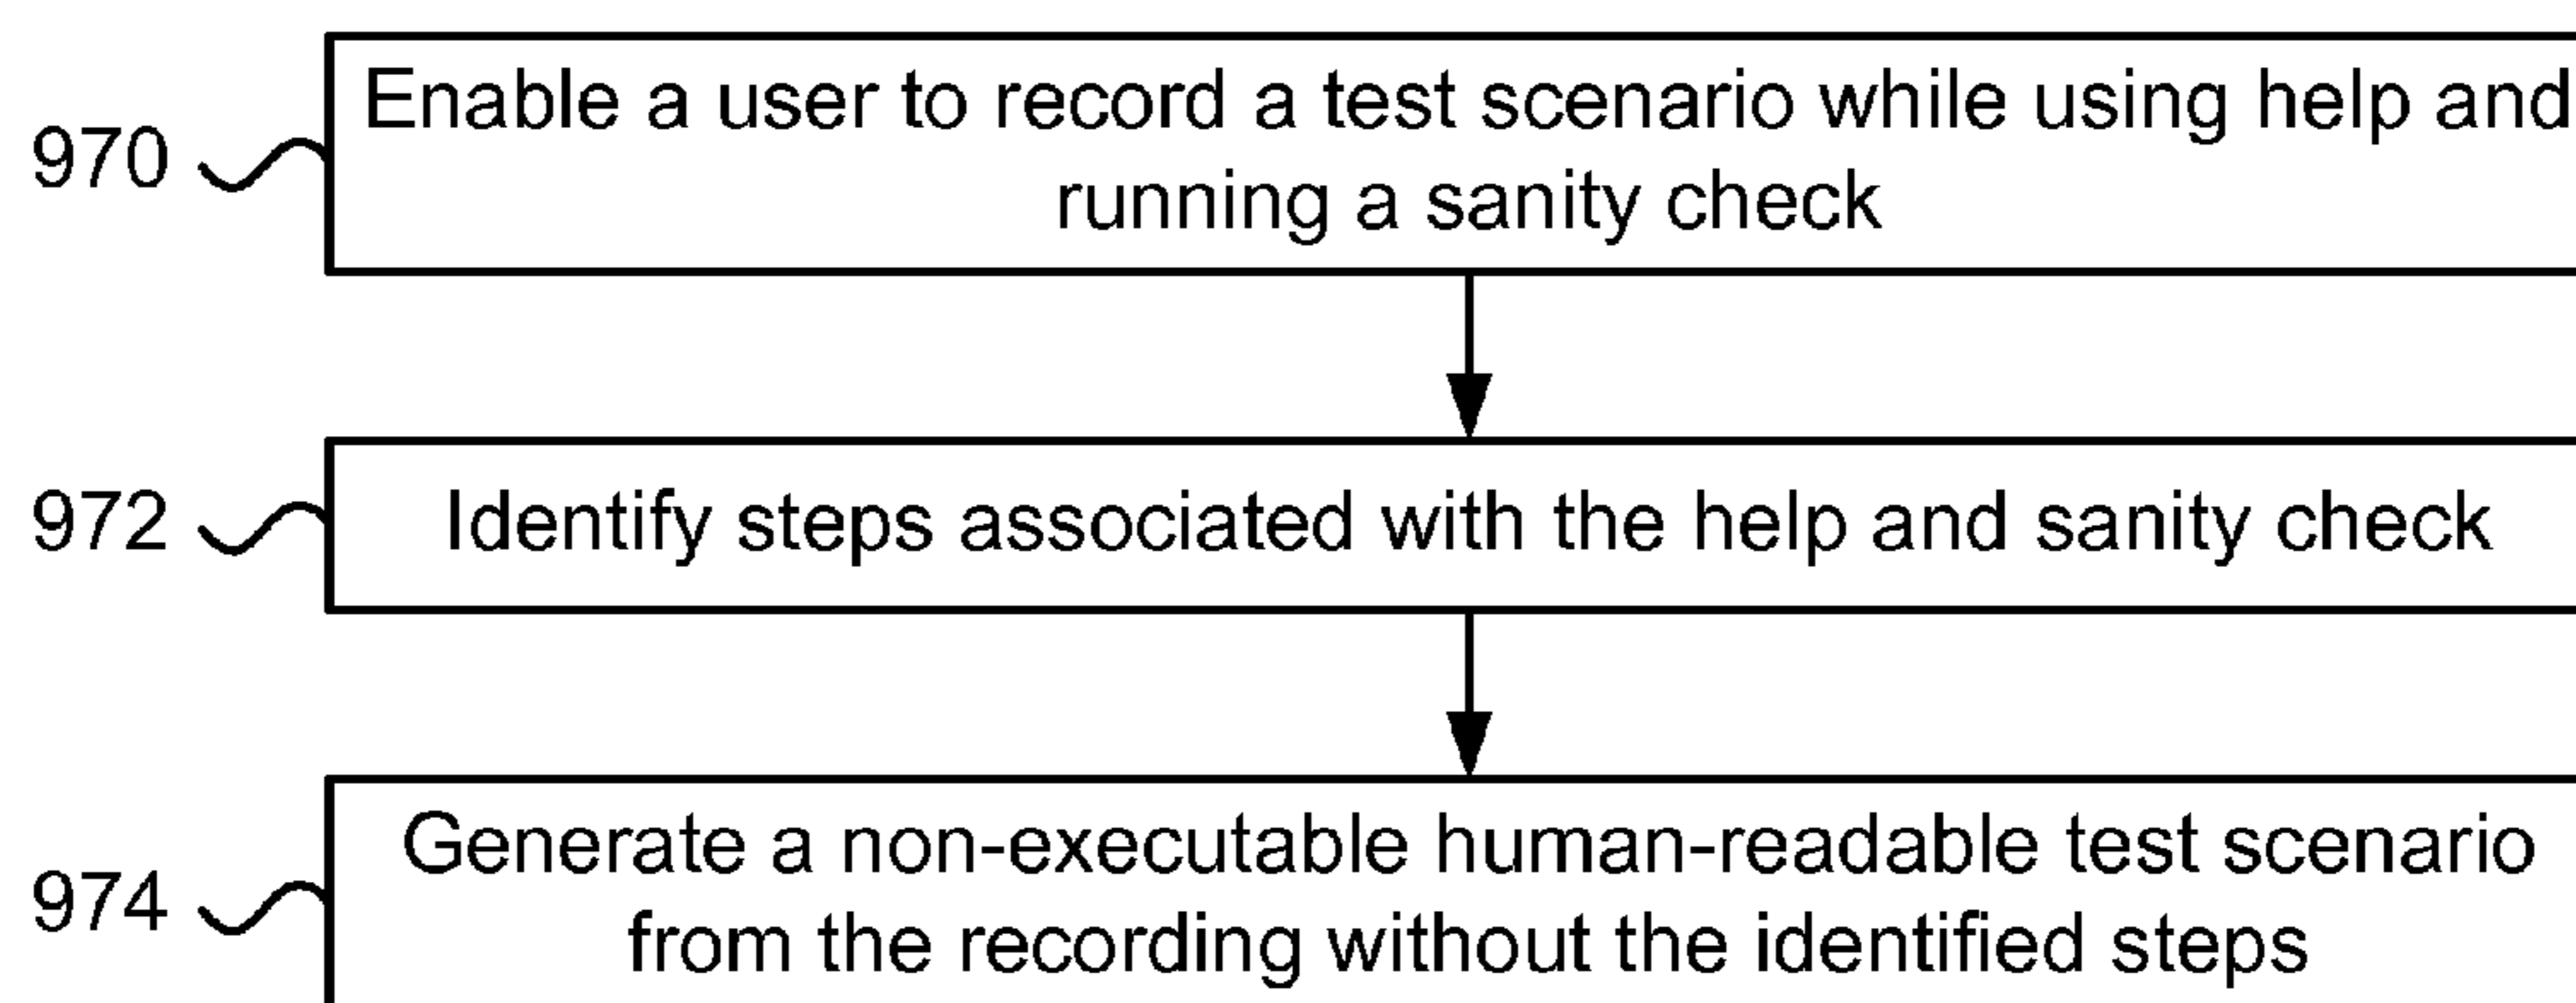 Enable a user to record a test scenario while using help and
970
running a sanity check
972 Identify steps associated with the help and sanity check
Generate a non-executable human-readable test scenario
974
from the recording without the identified steps